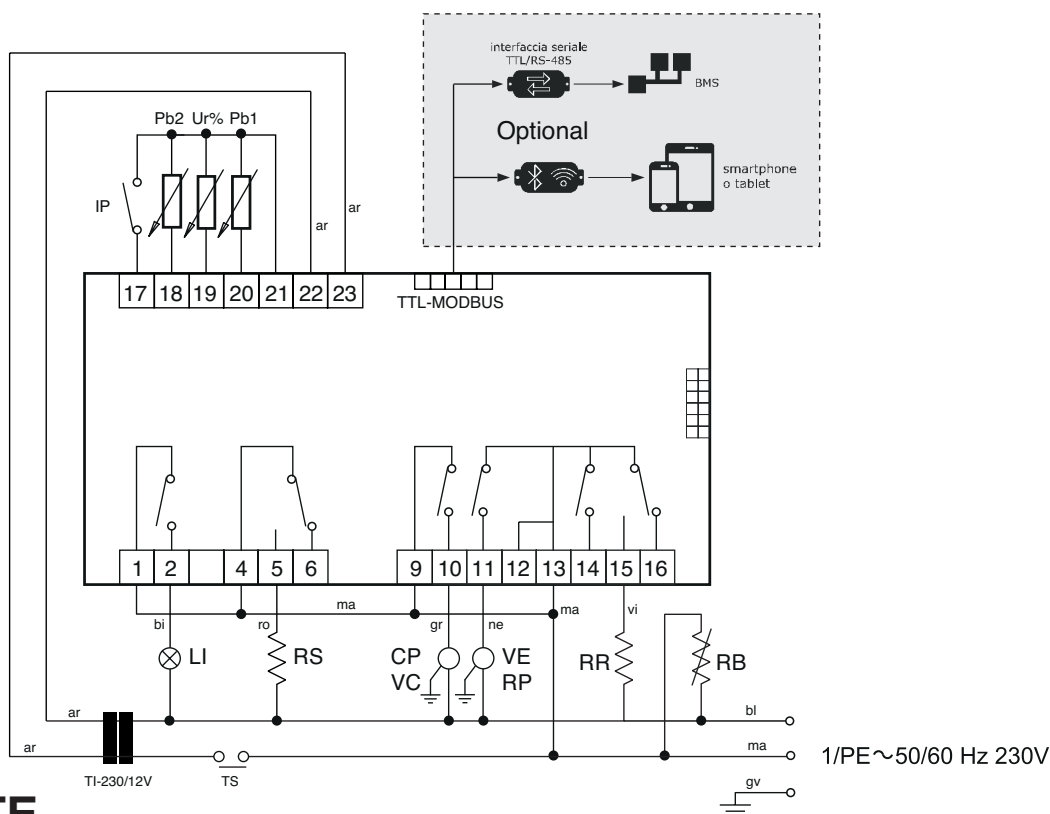 interfaccia seriale
TTL/RS-485
BMS
Optional
smartphone
o tablet
Pb2 Ur% Pb1
IP
ar
ar
17 18 19 20 21 22 23
TTL-MODBUS
1 2 4 5 6 9 10 11 12 13 14 15 16
ma
ma
bi
ro
gr
ne
vi
LI
RS
CP
VC
VE
RP
RR
RB
ar
bl
ar
ma
1/PE~50/60 Hz 230V
TI-230/12V
TS
gv